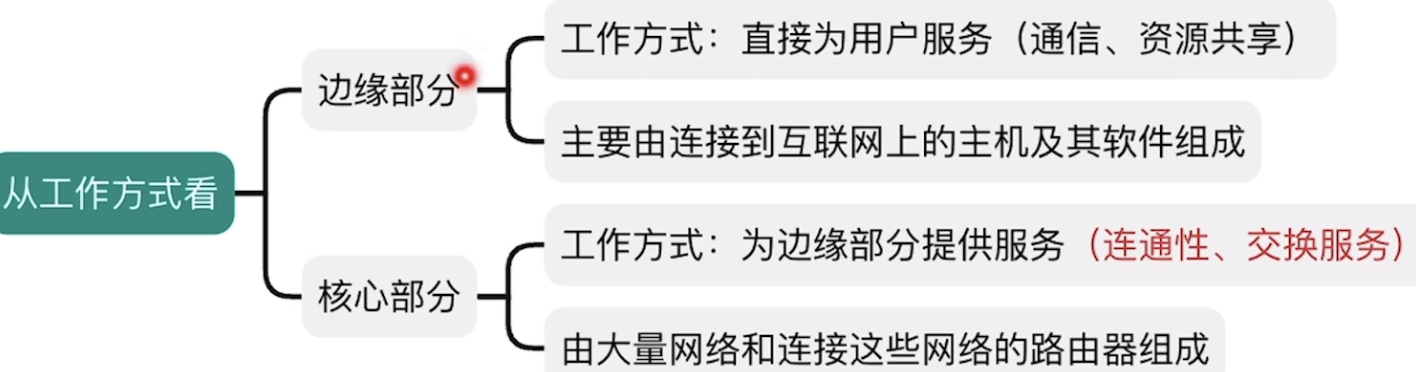 从工作方式看
边缘部分
工作方式：直接为用户服务（通信、资源共享）
主要由连接到互联网上的主机及其软件组成
核心部分
工作方式：为边缘部分提供服务（连通性、交换服务）
由大量网络和连接这些网络的路由器组成